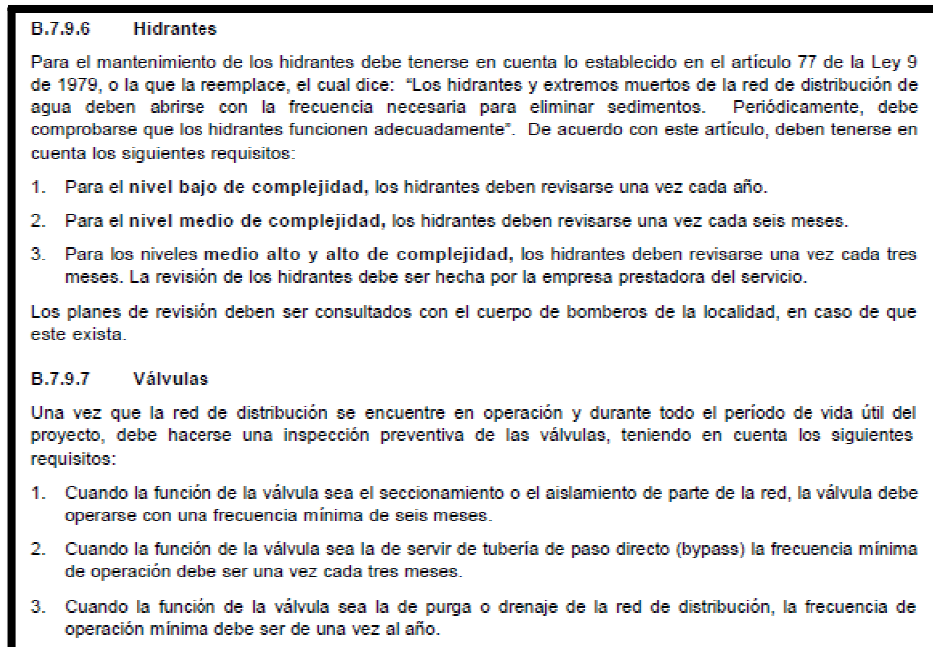 B.7.9.6 Hidrantes
Para el mantenimiento de los hidrantes debe tenerse en cuenta lo establecido en el artículo 77 de la Ley 9
de 1979, o la que la reemplace, el cual dice: “Los hidrantes y extremos muertos de la red de distribución de
agua deben abrirse con la frecuencia necesaria para eliminar sedimentos. Periódicamente, debe
comprobarse que los hidrantes funcionen adecuadamente”. De acuerdo con este artículo, deben tenerse en
cuenta los siguientes requisitos:
1. Para el nivel bajo de complejidad, los hidrantes deben revisarse una vez cada año.
2. Para el nivel medio de complejidad, los hidrantes deben revisarse una vez cada seis meses.
3. Para los niveles medio alto y alto de complejidad, los hidrantes deben revisarse una vez cada tres
meses. La revisión de los hidrantes debe ser hecha por la empresa prestadora del servicio.
Los planes de revisión deben ser consultados con el cuerpo de bomberos de la localidad, en caso de que
este exista.
B.7.9.7 Válvulas
Una vez que la red de distribución se encuentre en operación y durante todo el período de vida útil del
proyecto, debe hacerse una inspección preventiva de las válvulas, teniendo en cuenta los siguientes
requisitos:
1. Cuando la función de la válvula sea el seccionamiento o el aislamiento de parte de la red, la válvula debe
operarse con una frecuencia mínima de seis meses.
2. Cuando la función de la válvula sea la de servir de tubería de paso directo (bypass) la frecuencia mínima
de operación debe ser una vez cada tres meses.
3. Cuando la función de la válvula sea la de purga o drenaje de la red de distribución, la frecuencia de
operación mínima debe ser de una vez al año.